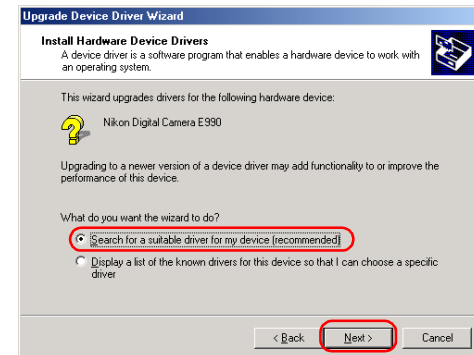 Upgrade Device Driver Wizard
Install Hardware Device Drivers
A device driver is a software program that enables a hardware device to work with
an operating system.
This wizard upgrades drivers for the following hardware device:
Nikon Digital Camera E990
Upgrading to a newer version of a device driver may add functionality to or improve the
performance of this device.
What do you want the wizard to do?
Search for a suitable driver for my device (recommended)
Display a list of the known drivers for this device so that I can choose a specific
driver
< Back Next > Cancel